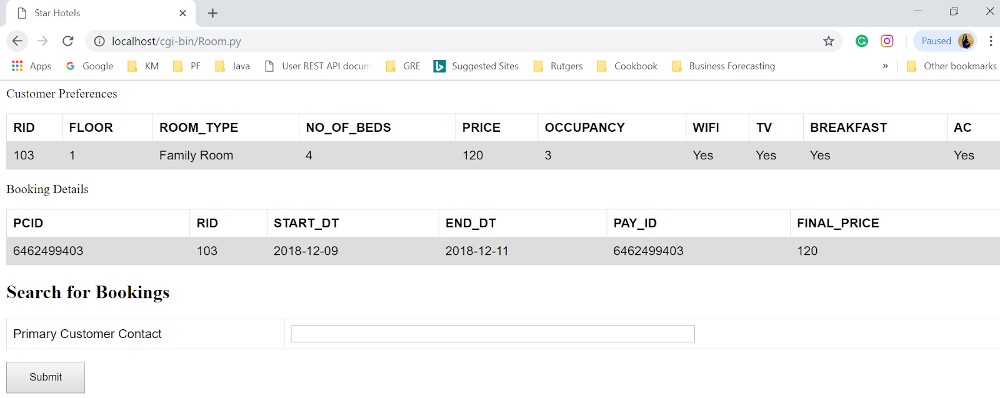 Star Hotels
localhost/cgi-bin/Room.py Paused
Apps Google KM PF Java User REST API docum GRE Suggested Sites Rutgers Cookbook Business Forecasting » Other bookmarks
Customer Preferences
RID FLOOR ROOM_TYPE NO_OF_BEDS PRICE OCCUPANCY WIFI TV BREAKFAST AC
103 1 Family Room 4 120 3 Yes Yes Yes Yes
Booking Details
PCID RID START_DT END_DT PAY_ID FINAL_PRICE
6462499403 103 2018-12-09 2018-12-11 6462499403 120
Search for Bookings
Primary Customer Contact
Submit